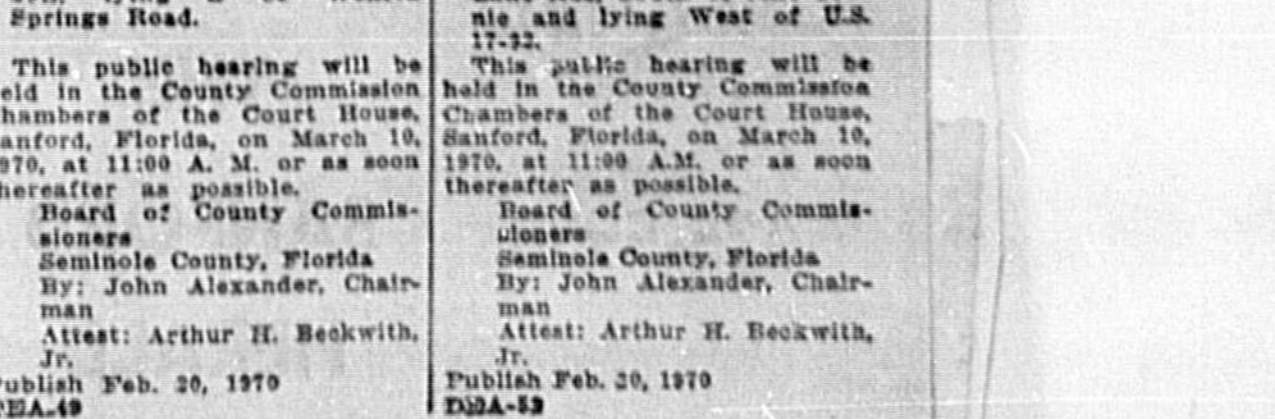 Springs Road.
This public hearing will be
eld in the County Commission
hambers of the Court House,
anford, Florida, on March 10,
970, at 11:00 A. M. or as soon
hereafter as possible.
Board of County Commis-
sioners
Seminole County, Florida
By: John Alexander, Chair-
man
Attest: Arthur H. Beckwith,
Jr.
ublish Feb. 20, 1970
DEA-49
nie and lying West of U.S.
17-92.
This public hearing will be
held in the County Commission
Chambers of the Court House,
Sanford, Florida, on March 10,
1970, at 11:00 A.M. or as soon
thereafter as possible.
Board of County Commis-
sioners
Seminole County, Florida
By: John Alexander, Chair-
man
Attest: Arthur H. Beckwith,
Jr.
Publish Feb. 20, 1970
DEA-53